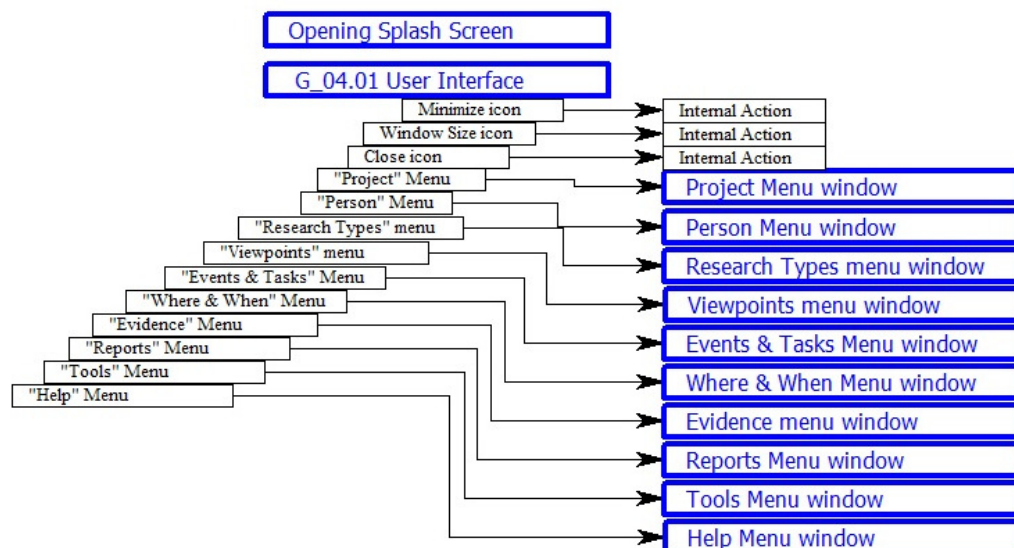 Opening Splash Screen
G_04.01 User Interface
Minimize icon
Internal Action
Window Size icon
Internal Action
Close icon
Internal Action
"Project" Menu
Project Menu window
"Person" Menu
Person Menu window
"Research Types" menu
Research Types menu window
"Viewpoints" menu
Viewpoints menu window
"Events & Tasks" Menu
Events & Tasks Menu window
"Where & When" Menu
Where & When Menu window
"Evidence" Menu
Evidence menu window
"Reports" Menu
Reports Menu window
"Tools" Menu
Tools Menu window
"Help" Menu
Help Menu window